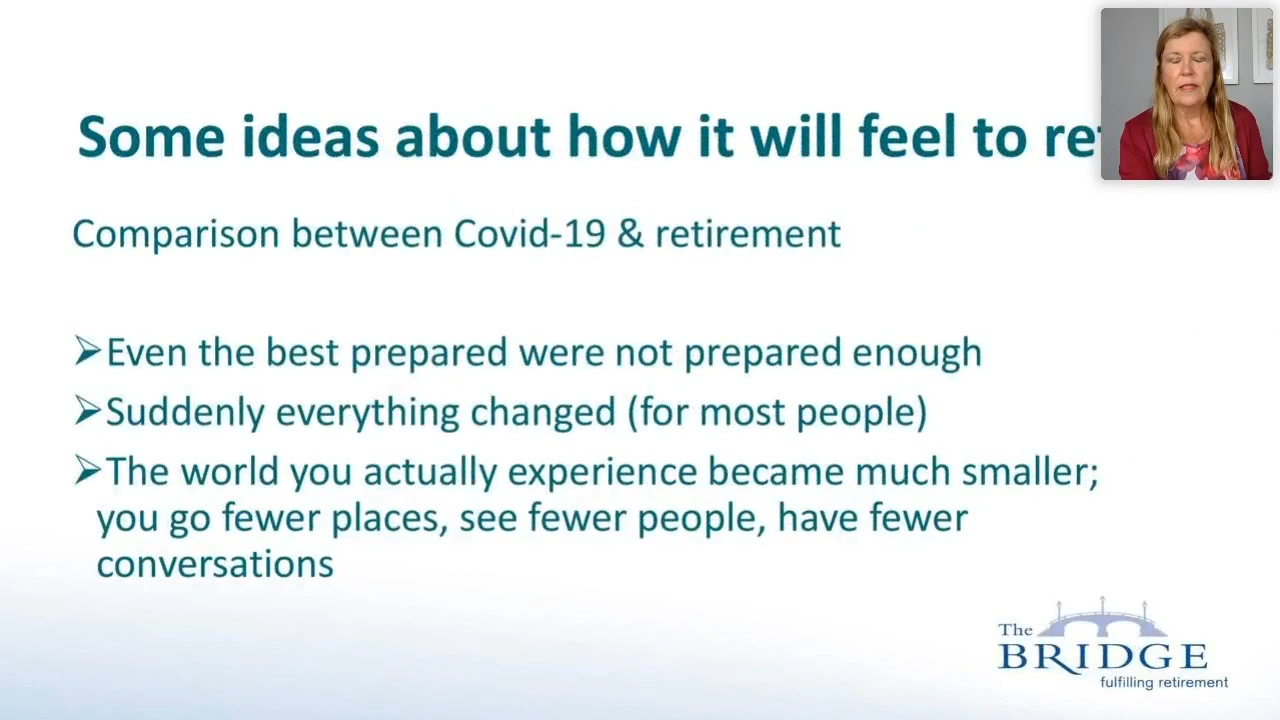 Some ideas about how it will feel to
Comparison between Covid-19 & retirement
➢Even the best prepared were not prepared enough
➢Suddenly everything changed (for most people)
➢The world you actually experience became much smaller;
you go fewer places, see fewer people, have fewer
conversations
The
BRIDGE
fulfilling retirement